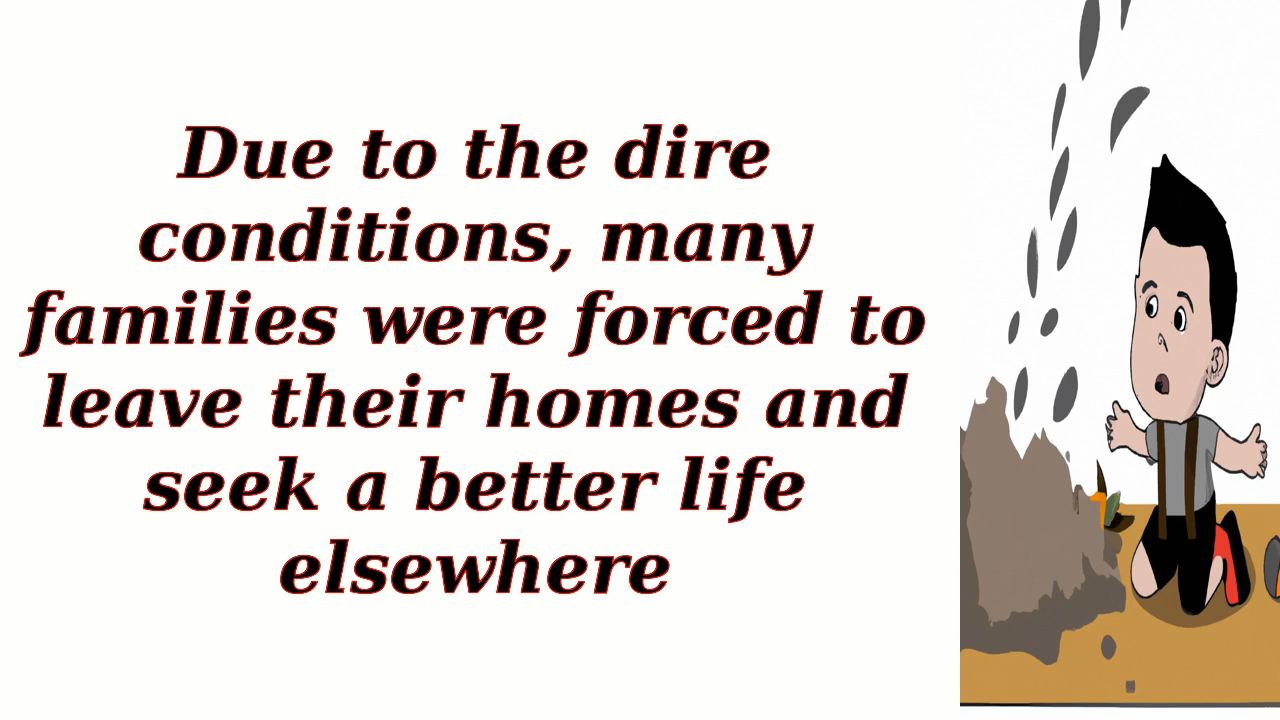 Due to the dire
conditions, many
families were forced to
leave their homes and
seek a better life
elsewhere